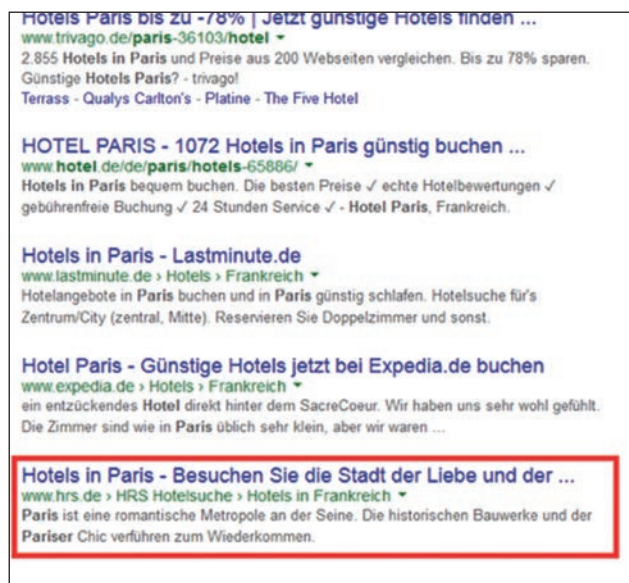 Hotels Paris bis zu -78% | Jetzt günstige Hotels finden ...
www.trivago.de/paris-36103/hotel
2.855 Hotels in Paris und Preise aus 200 Webseiten vergleichen. Bis zu 78% sparen.
Günstige Hotels Paris? - trivago!
Terrass - Qualys Carlton's - Platine - The Five Hotel
HOTEL PARIS - 1072 Hotels in Paris günstig buchen ...
www.hotel.de/de/paris/hotels-65886/
Hotels in Paris bequem buchen. Die besten Preise ✓ echte Hotelbewertungen ✓
gebührenfreie Buchung ✓ 24 Stunden Service ✓ - Hotel Paris, Frankreich.
Hotels in Paris - Lastminute.de
www.lastminute.de › Hotels › Frankreich
Hotelangebote in Paris buchen und in Paris günstig schlafen. Hotelsuche für's
Zentrum/City (zentral, Mitte). Reservieren Sie Doppelzimmer und sonst.
Hotel Paris - Günstige Hotels jetzt bei Expedia.de buchen
www.expedia.de › Hotels › Frankreich
ein entzückendes Hotel direkt hinter dem SacreCoeur. Wir haben uns sehr wohl gefühlt.
Die Zimmer sind wie in Paris üblich sehr klein, aber wir waren ...
Hotels in Paris - Besuchen Sie die Stadt der Liebe und der ...
www.hrs.de › HRS Hotelsuche › Hotels in Frankreich
Paris ist eine romantische Metropole an der Seine. Die historischen Bauwerke und der
Pariser Chic verführen zum Wiederkommen.